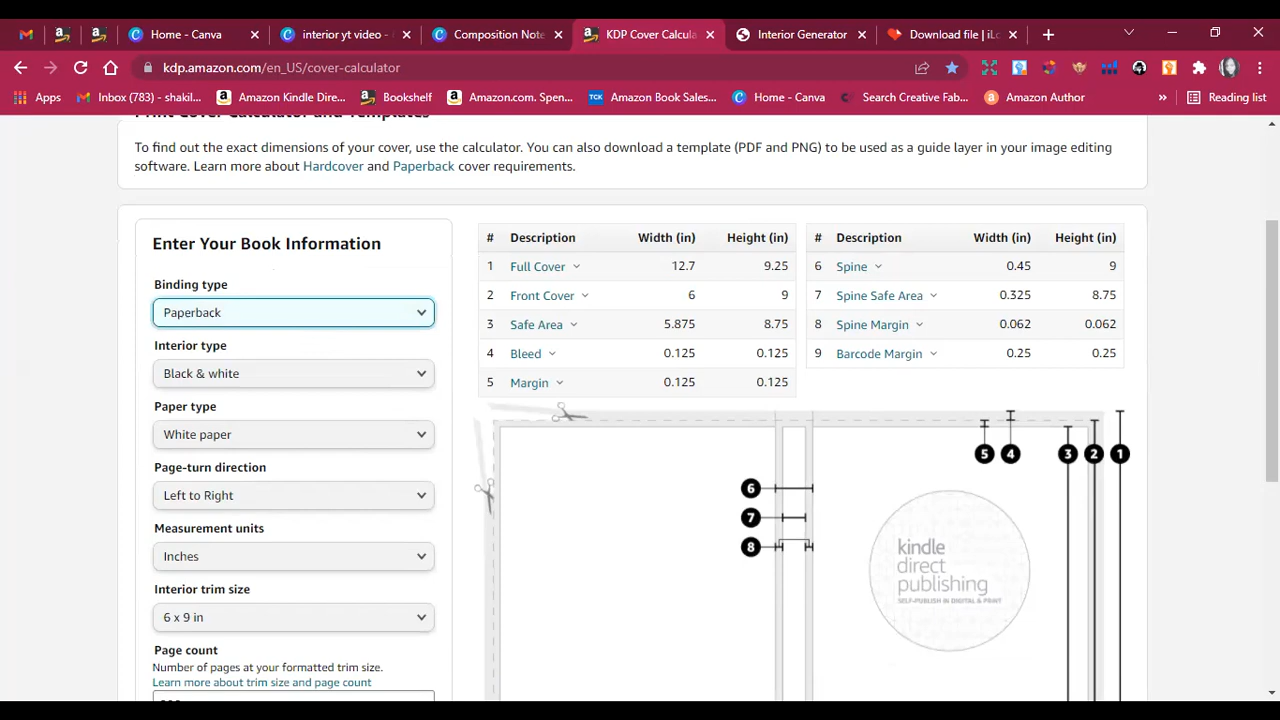 Home - Canva
interior yt video -
Composition Note
KDP Cover Calcula
Interior Generator
Download file | iLo
kdp.amazon.com/en_US/cover-calculator
Apps
Inbox (783) - shakil...
Amazon Kindle Dire...
Bookshelf
Amazon.com. Spen...
TCK
Amazon Book Sales...
Home - Canva
Search Creative Fab...
Amazon Author
»
Reading list
Print Cover Calculator and Templates
To find out the exact dimensions of your cover, use the calculator. You can also download a template (PDF and PNG) to be used as a guide layer in your image editing
software. Learn more about Hardcover and Paperback cover requirements.
Enter Your Book Information
Binding type
Paperback
Interior type
Black & white
Paper type
White paper
Page-turn direction
Left to Right
Measurement units
Inches
Interior trim size
6 x 9 in
Page count
Number of pages at your formatted trim size.
Learn more about trim size and page count
# Description Width (in) Height (in)
1 Full Cover 12.7 9.25
2 Front Cover 6 9
3 Safe Area 5.875 8.75
4 Bleed 0.125 0.125
5 Margin 0.125 0.125
# Description Width (in) Height (in)
6 Spine 0.45 9
7 Spine Safe Area 0.325 8.75
8 Spine Margin 0.062 0.062
9 Barcode Margin 0.25 0.25
5 4 3 2 1
6
7
8
kindle
direct
publishing
SELF-PUBLISH IN DIGITAL & PRINT